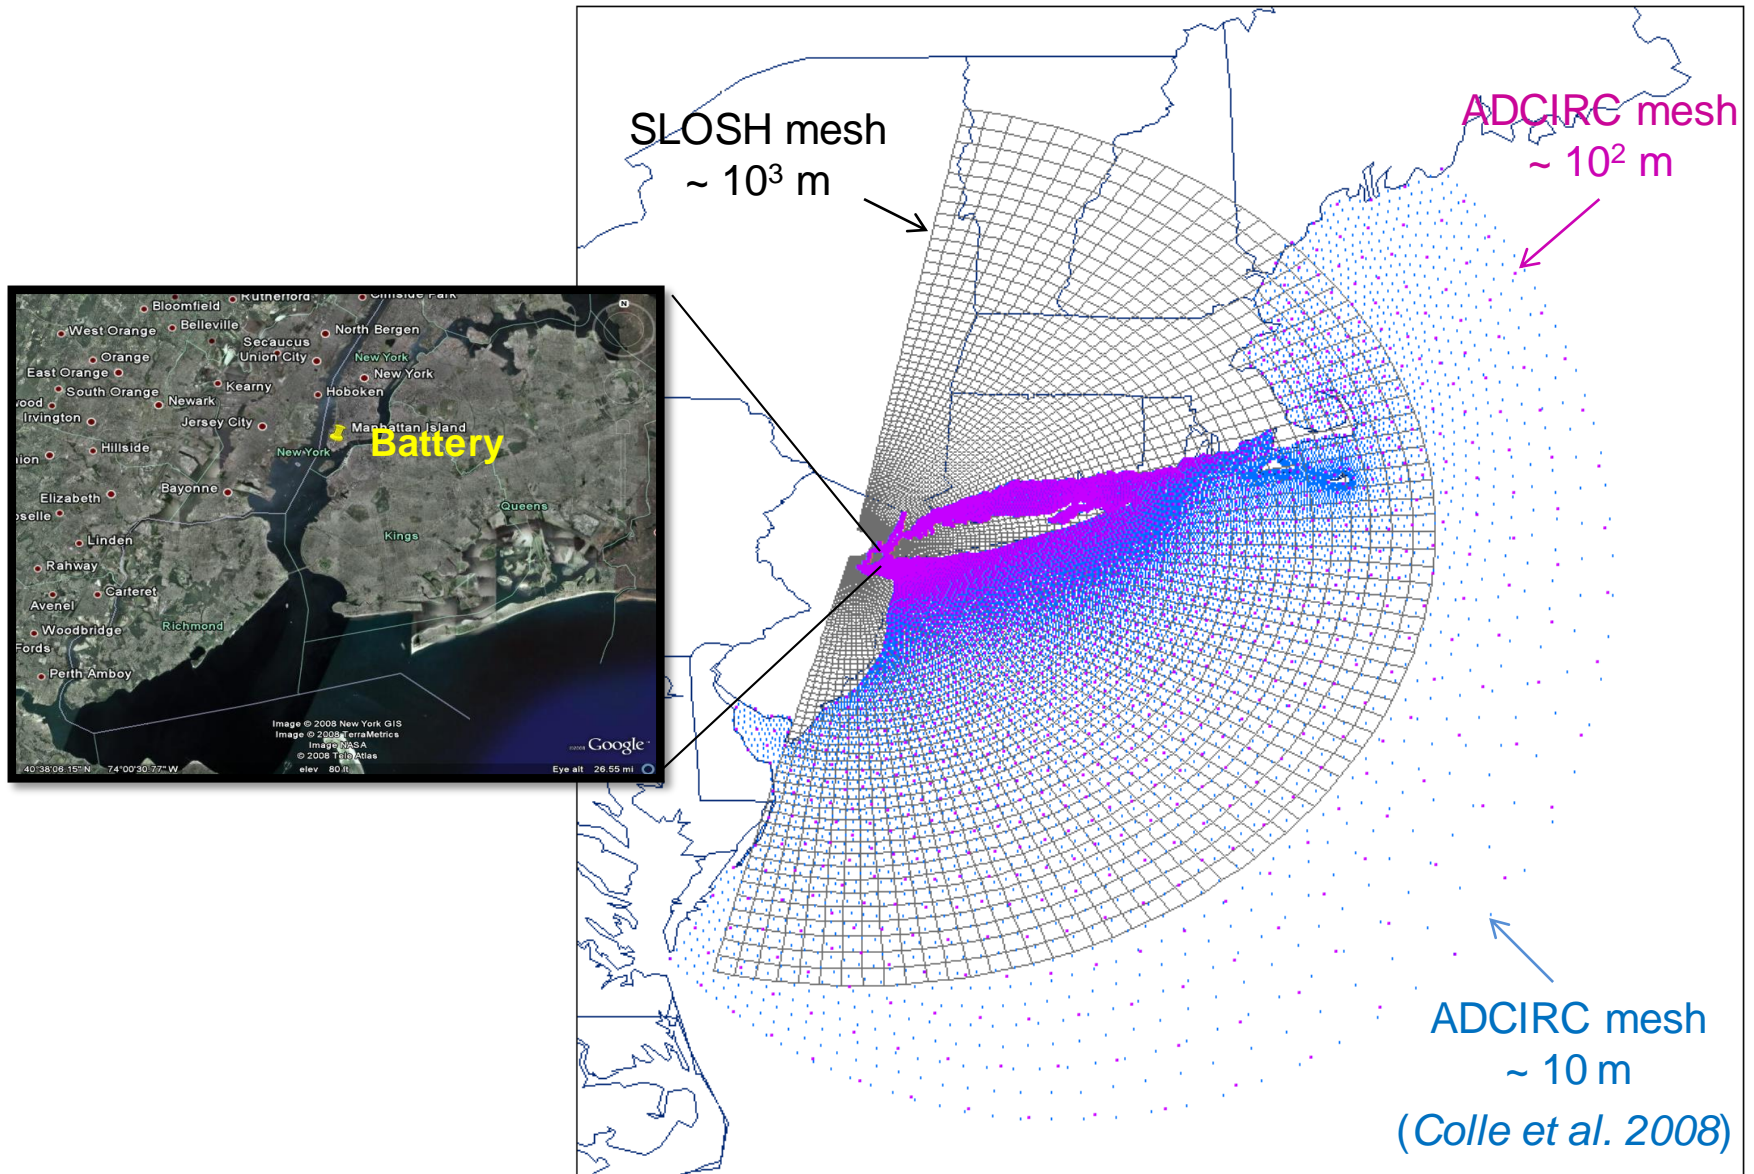 SLOSH mesh
~ 10³ m
ADCIRC mesh
~ 10² m
Rutherford
Bloomfield
Belleville
West Orange
North Bergen
Secaucus
Union City
New York
Orange
New York
East Orange
Kearny
Hoboken
South Orange
Newark
Irvington
Jersey City
Manhattan Island
Battery
New York
Hillside
Bayonne
Elizabeth
Queens
Kings
Linden
Rahway
Carteret
Avenel
Richmond
Woodbridge
Fords
Perth Amboy
Image © 2008 New York GIS
Image © 2008 TerraMetrics
Image NASA
© 2008 Tele Atlas
Google
40°38'06.15" N 74°00'30.77" W elev 80 ft Eye alt 26.55 mi
N
ADCIRC mesh
~ 10 m
(Colle et al. 2008)